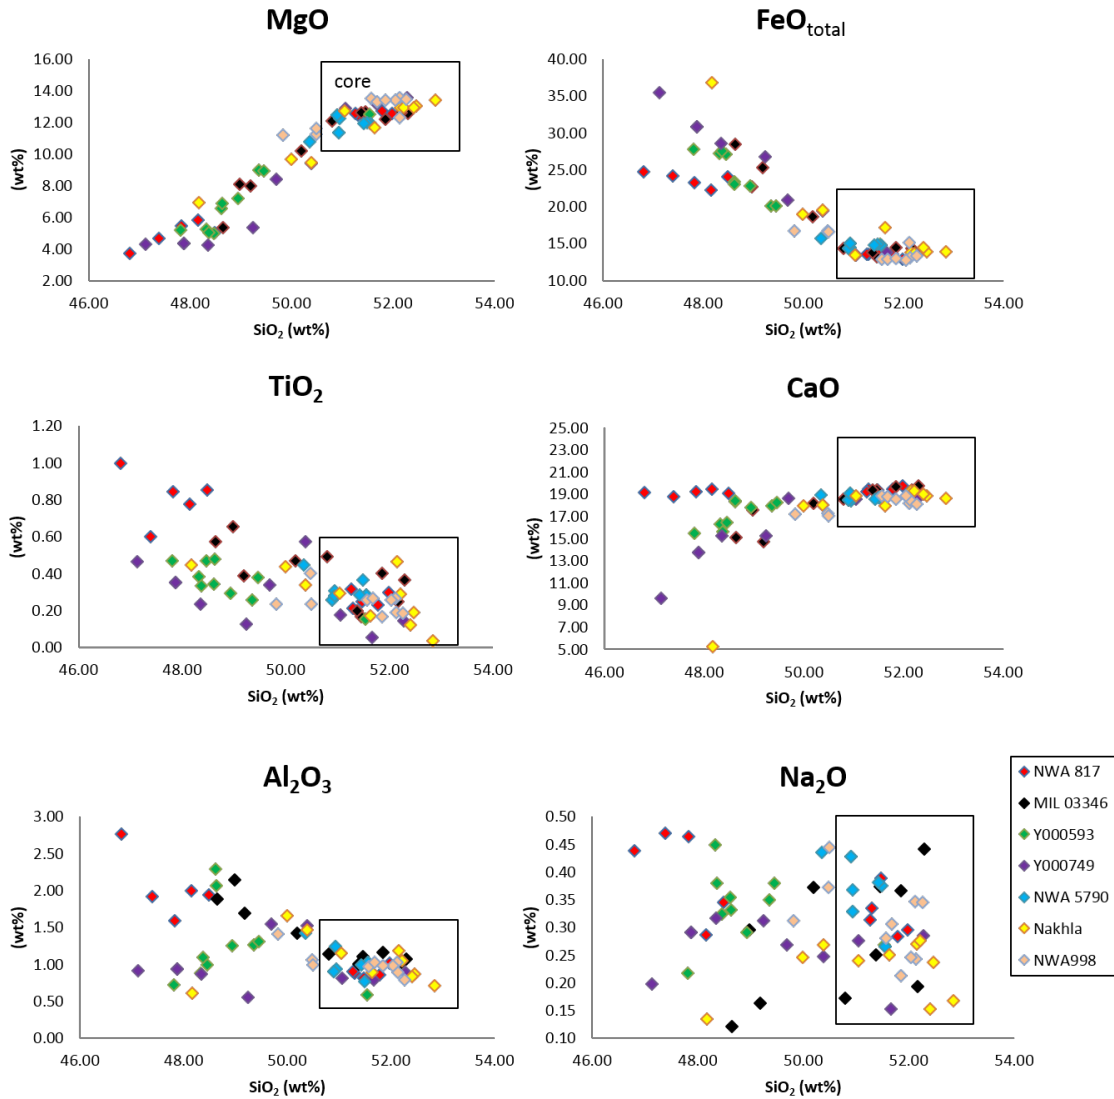 MgO
16.00
14.00
12.00
10.00
8.00
6.00
4.00
2.00
(wt%)
core
46.00 48.00 50.00 52.00 54.00
SiO₂ (wt%)
FeO_total
40.00
35.00
30.00
25.00
20.00
15.00
10.00
(wt%)
46.00 48.00 50.00 52.00 54.00
SiO₂ (wt%)
TiO₂
1.20
1.00
0.80
0.60
0.40
0.20
0.00
(wt%)
46.00 48.00 50.00 52.00 54.00
SiO₂ (wt%)
CaO
25.00
23.00
21.00
19.00
17.00
15.00
13.00
11.00
9.00
7.00
5.00
(wt%)
46.00 48.00 50.00 52.00 54.00
SiO₂ (wt%)
Al₂O₃
3.00
2.50
2.00
1.50
1.00
0.50
0.00
(wt%)
46.00 48.00 50.00 52.00 54.00
SiO₂ (wt%)
Na₂O
0.50
0.45
0.40
0.35
0.30
0.25
0.20
0.15
0.10
(wt%)
46.00 48.00 50.00 52.00 54.00
SiO₂ (wt%)
NWA 817
MIL 03346
Y000593
Y000749
NWA 5790
Nakhla
NWA998